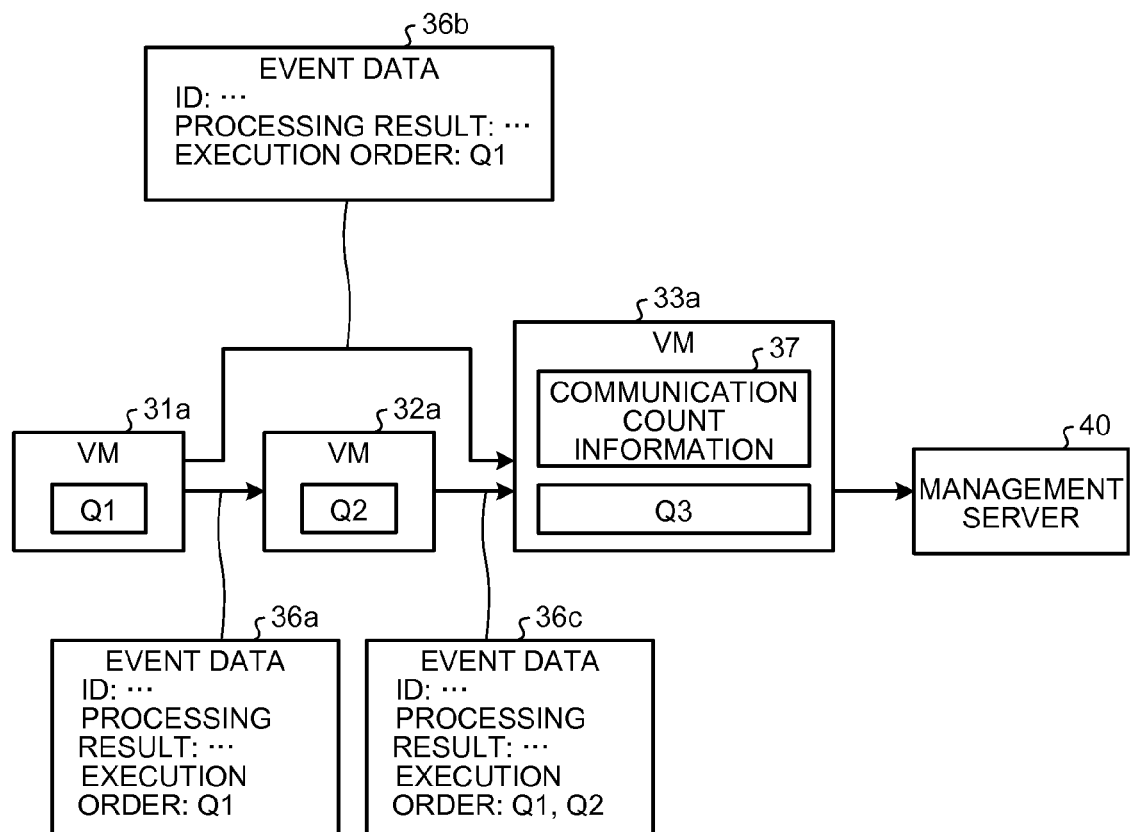 36b
EVENT DATA
ID: ···
PROCESSING RESULT: ···
EXECUTION ORDER: Q1
33a
VM
37
COMMUNICATION
COUNT
INFORMATION
Q3
31a
VM
Q1
32a
VM
Q2
40
MANAGEMENT
SERVER
36a
EVENT DATA
ID: ···
PROCESSING
RESULT: ···
EXECUTION
ORDER: Q1
36c
EVENT DATA
ID: ···
PROCESSING
RESULT: ···
EXECUTION
ORDER: Q1, Q2